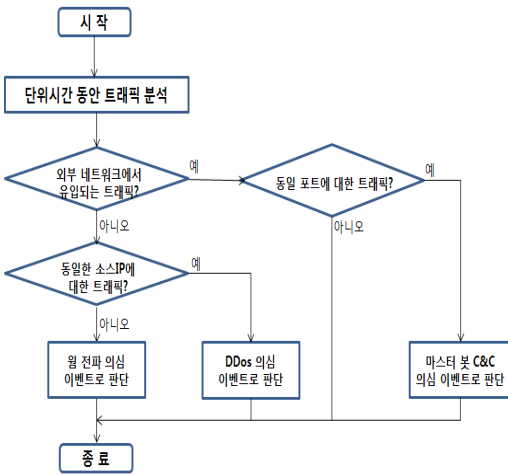 시 작
단위시간 동안 트래픽 분석
외부 네트워크에서
유입되는 트래픽?
예
동일 포트에 대한 트래픽?
예
아니오
아니오
동일한 소스IP에
대한 트래픽?
예
아니오
웜 전파 의심
이벤트로 판단
DDos 의심
이벤트로 판단
마스터 봇 C&C
의심 이벤트로 판단
종 료